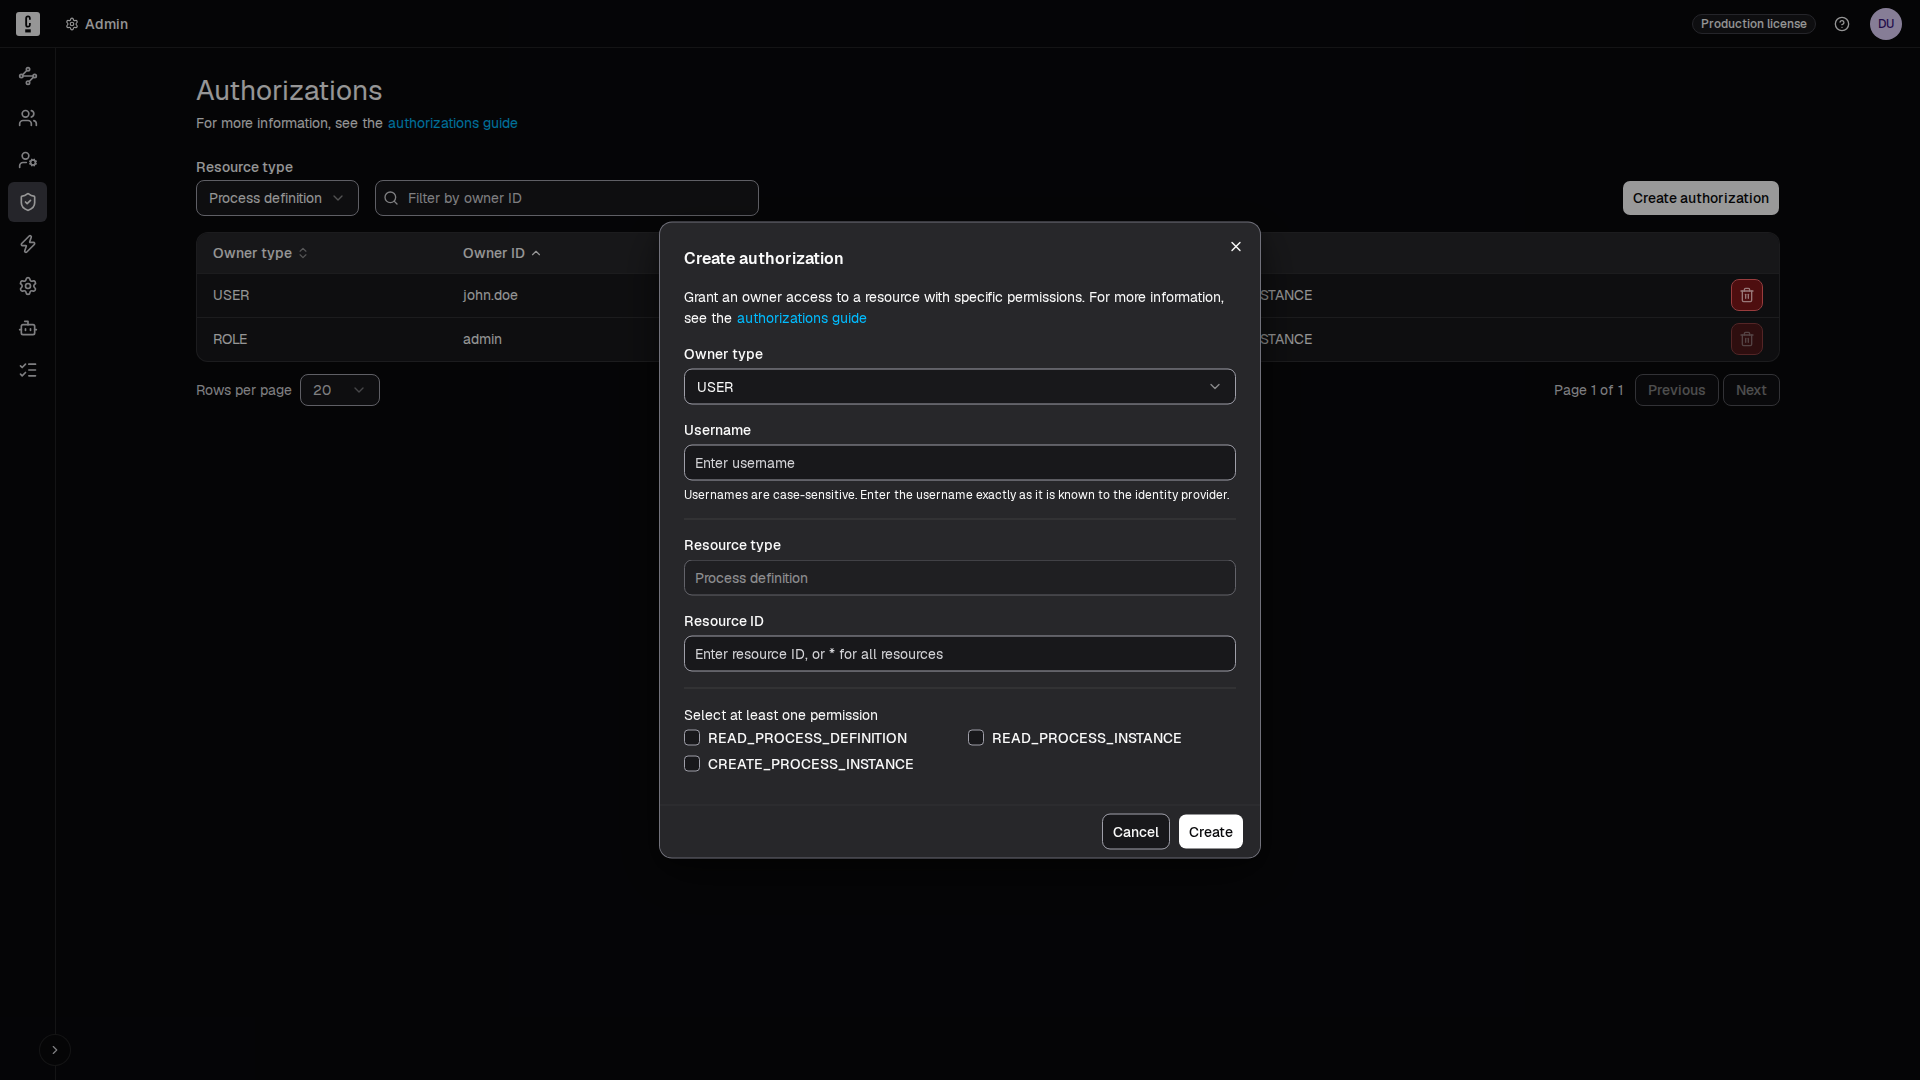 Admin
Production license
DU
Authorizations
For more information, see the authorizations guide
Resource type
Process definition
Filter by owner ID
Create authorization
Owner type
Owner ID
USER
john.doe
STANCE
ROLE
admin
STANCE
Rows per page
20
Page 1 of 1
Previous
Next
Create authorization
Grant an owner access to a resource with specific permissions. For more information,
see the authorizations guide
Owner type
USER
Username
Enter username
Usernames are case-sensitive. Enter the username exactly as it is known to the identity provider.
Resource type
Process definition
Resource ID
Enter resource ID, or * for all resources
Select at least one permission
READ_PROCESS_DEFINITION
READ_PROCESS_INSTANCE
CREATE_PROCESS_INSTANCE
Cancel
Create